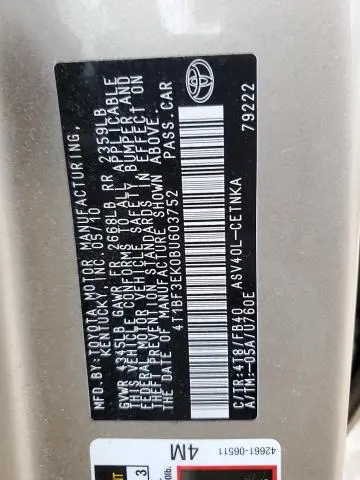 MFD. BY:TOYOTA MOTOR MANUFACTURING,
KENTUCKY, INC. 05/10
GVWR 4345LB GAWR FR 2668LB RR 2359LB
THIS VEHICLE CONFORMS TO ALL APPLICABLE
FEDERAL MOTOR VEHICLE SAFETY, BUMPER, AND
THEFT PREVENTION STANDARDS IN EFFECT ON
THE DATE OF MANUFACTURE SHOWN ABOVE.
4T1BF3EK0BU603752 PASS. CAR
ASV40L-CETNKA
C/TR:4T8/FB40
A/TM:-05A/U760E
79222
42661-06511
4M
3